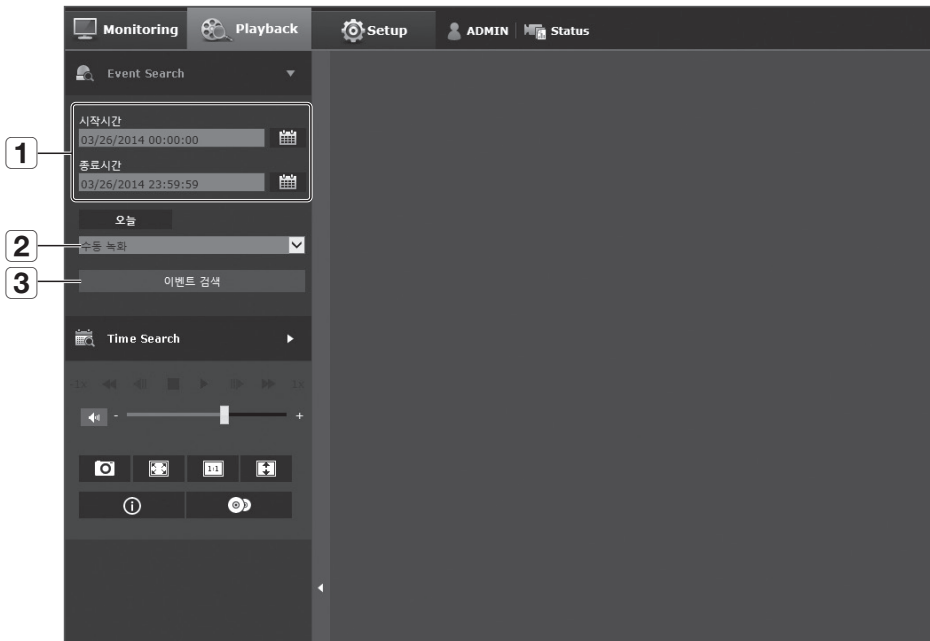 Monitoring Playback Setup ADMIN Status
Event Search
시작시간
03/26/2014 00:00:00
1
종료시간
03/26/2014 23:59:59
오늘
2
수동 녹화
3
이벤트 검색
Time Search
-1x 1x
- +
1:1